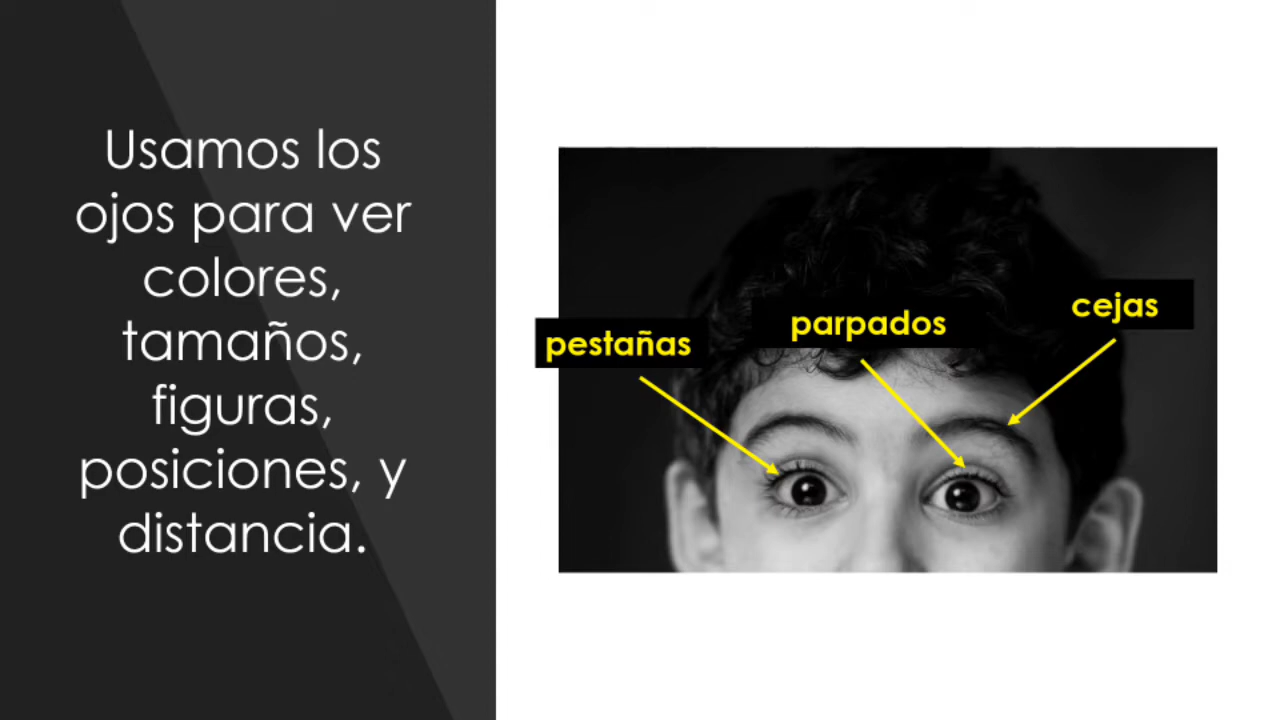 Usamos los
ojos para ver
colores,
tamaños,
figuras,
posiciones, y
distancia.
pestañas
parpados
cejas